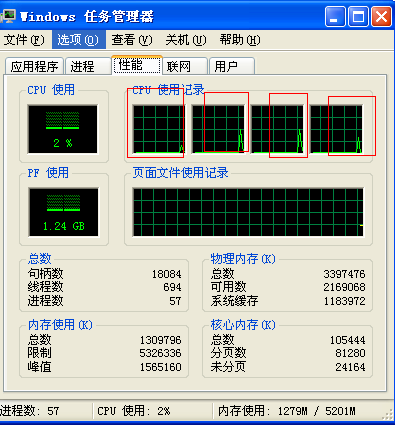 Windows 任务管理器
文件(F) 选项(O) 查看(V) 关机(U) 帮助(H)
应用程序 进程 性能 联网 用户
CPU 使用 CPU 使用记录
2 %
PF 使用 页面文件使用记录
1.24 GB
总数 物理内存(K)
句柄数 18084 总数 3397476
线程数 694 可用数 2169068
进程数 57 系统缓存 1183972
内存使用(K) 核心内存(K)
总数 1309796 总数 105444
限制 5326336 分页数 81280
峰值 1565160 未分页 24164
进程数: 57 CPU 使用: 2% 内存使用: 1279M / 5201M